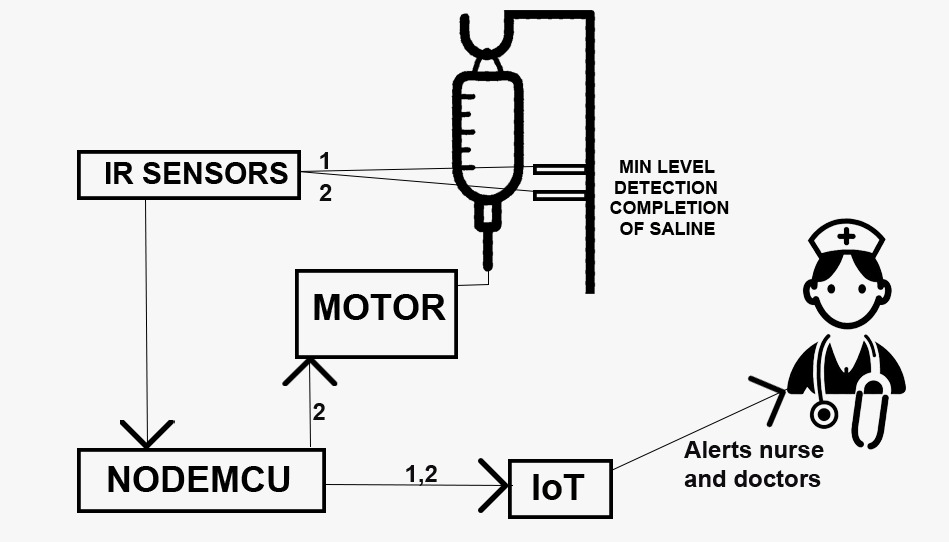 IR SENSORS
1
2
MIN LEVEL
DETECTION
COMPLETION
OF SALINE
MOTOR
2
NODEMCU
1,2
IoT
Alerts nurse
and doctors